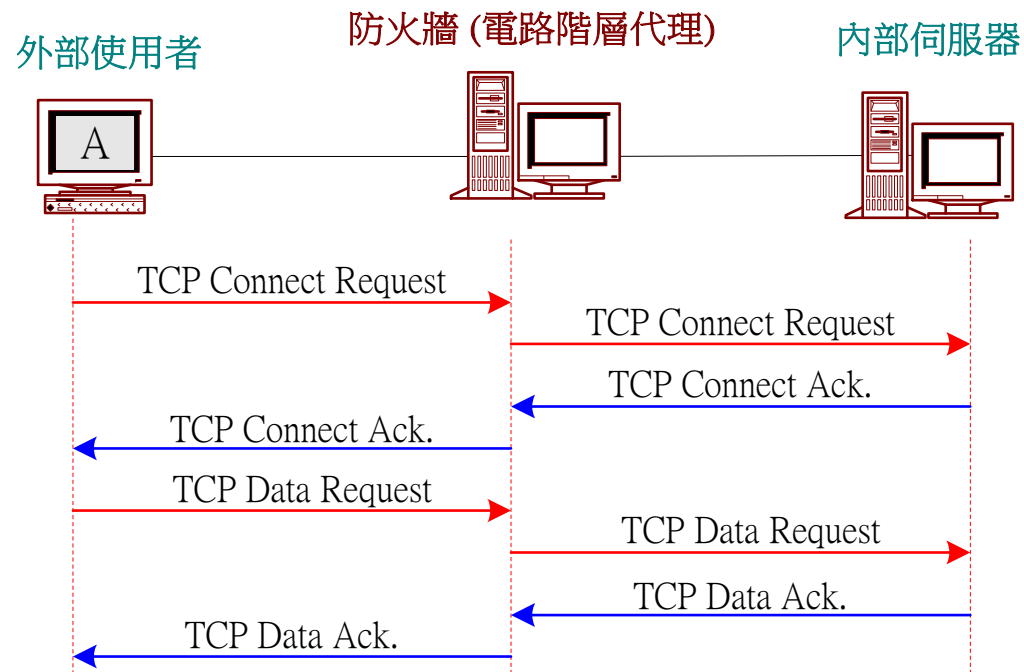 外部使用者
防火牆 (電路階層代理)
內部伺服器
A
TCP Connect Request
TCP Connect Request
TCP Connect Ack.
TCP Connect Ack.
TCP Data Request
TCP Data Request
TCP Data Ack.
TCP Data Ack.